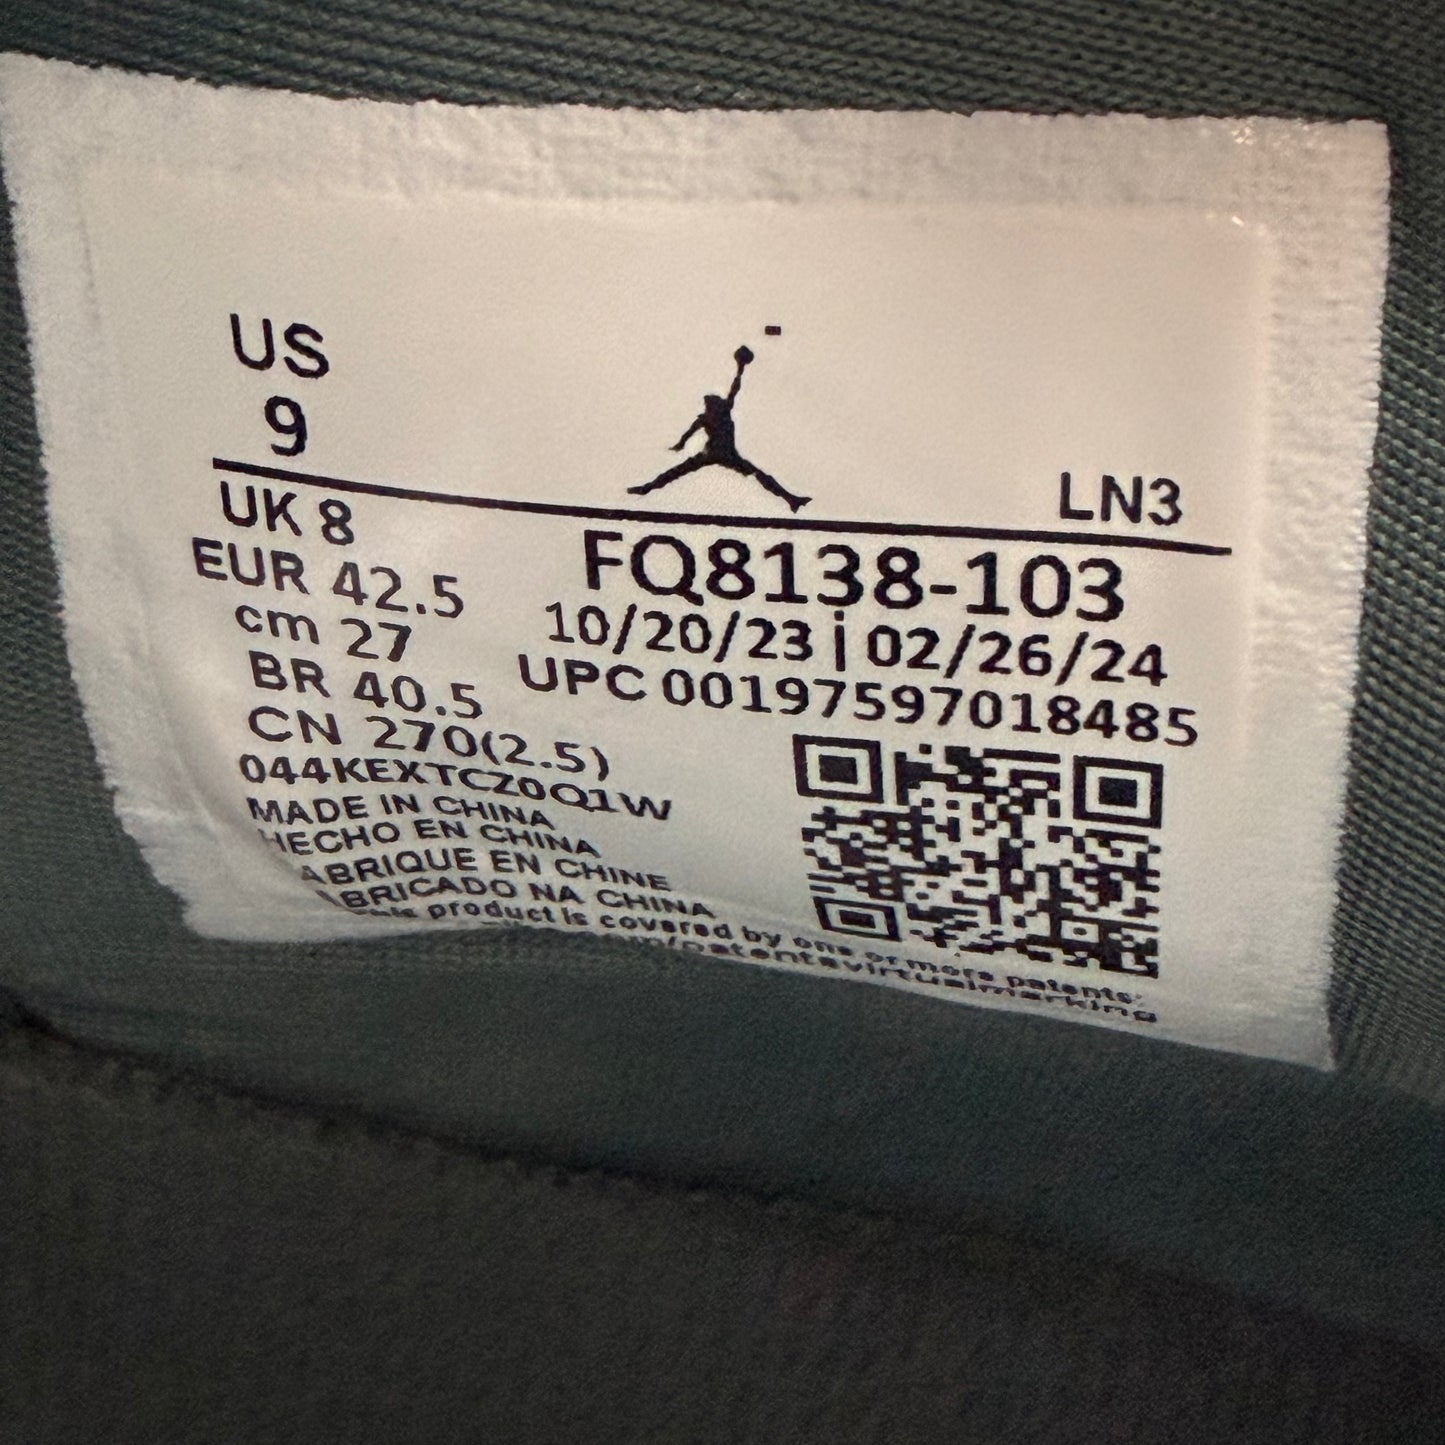 US
9
LN3
UK 8
EUR 42.5
cm 27
BR 40.5
CN 270(2.5)
FQ8138-103
10/20/23 | 02/26/24
UPC 00197597018485
044KEXTCZ0Q1W
MADE IN CHINA
HECHO EN CHINA
ABRIQUE EN CHINE
ABRICADO NA CHINA
product is covered by one or more patents: